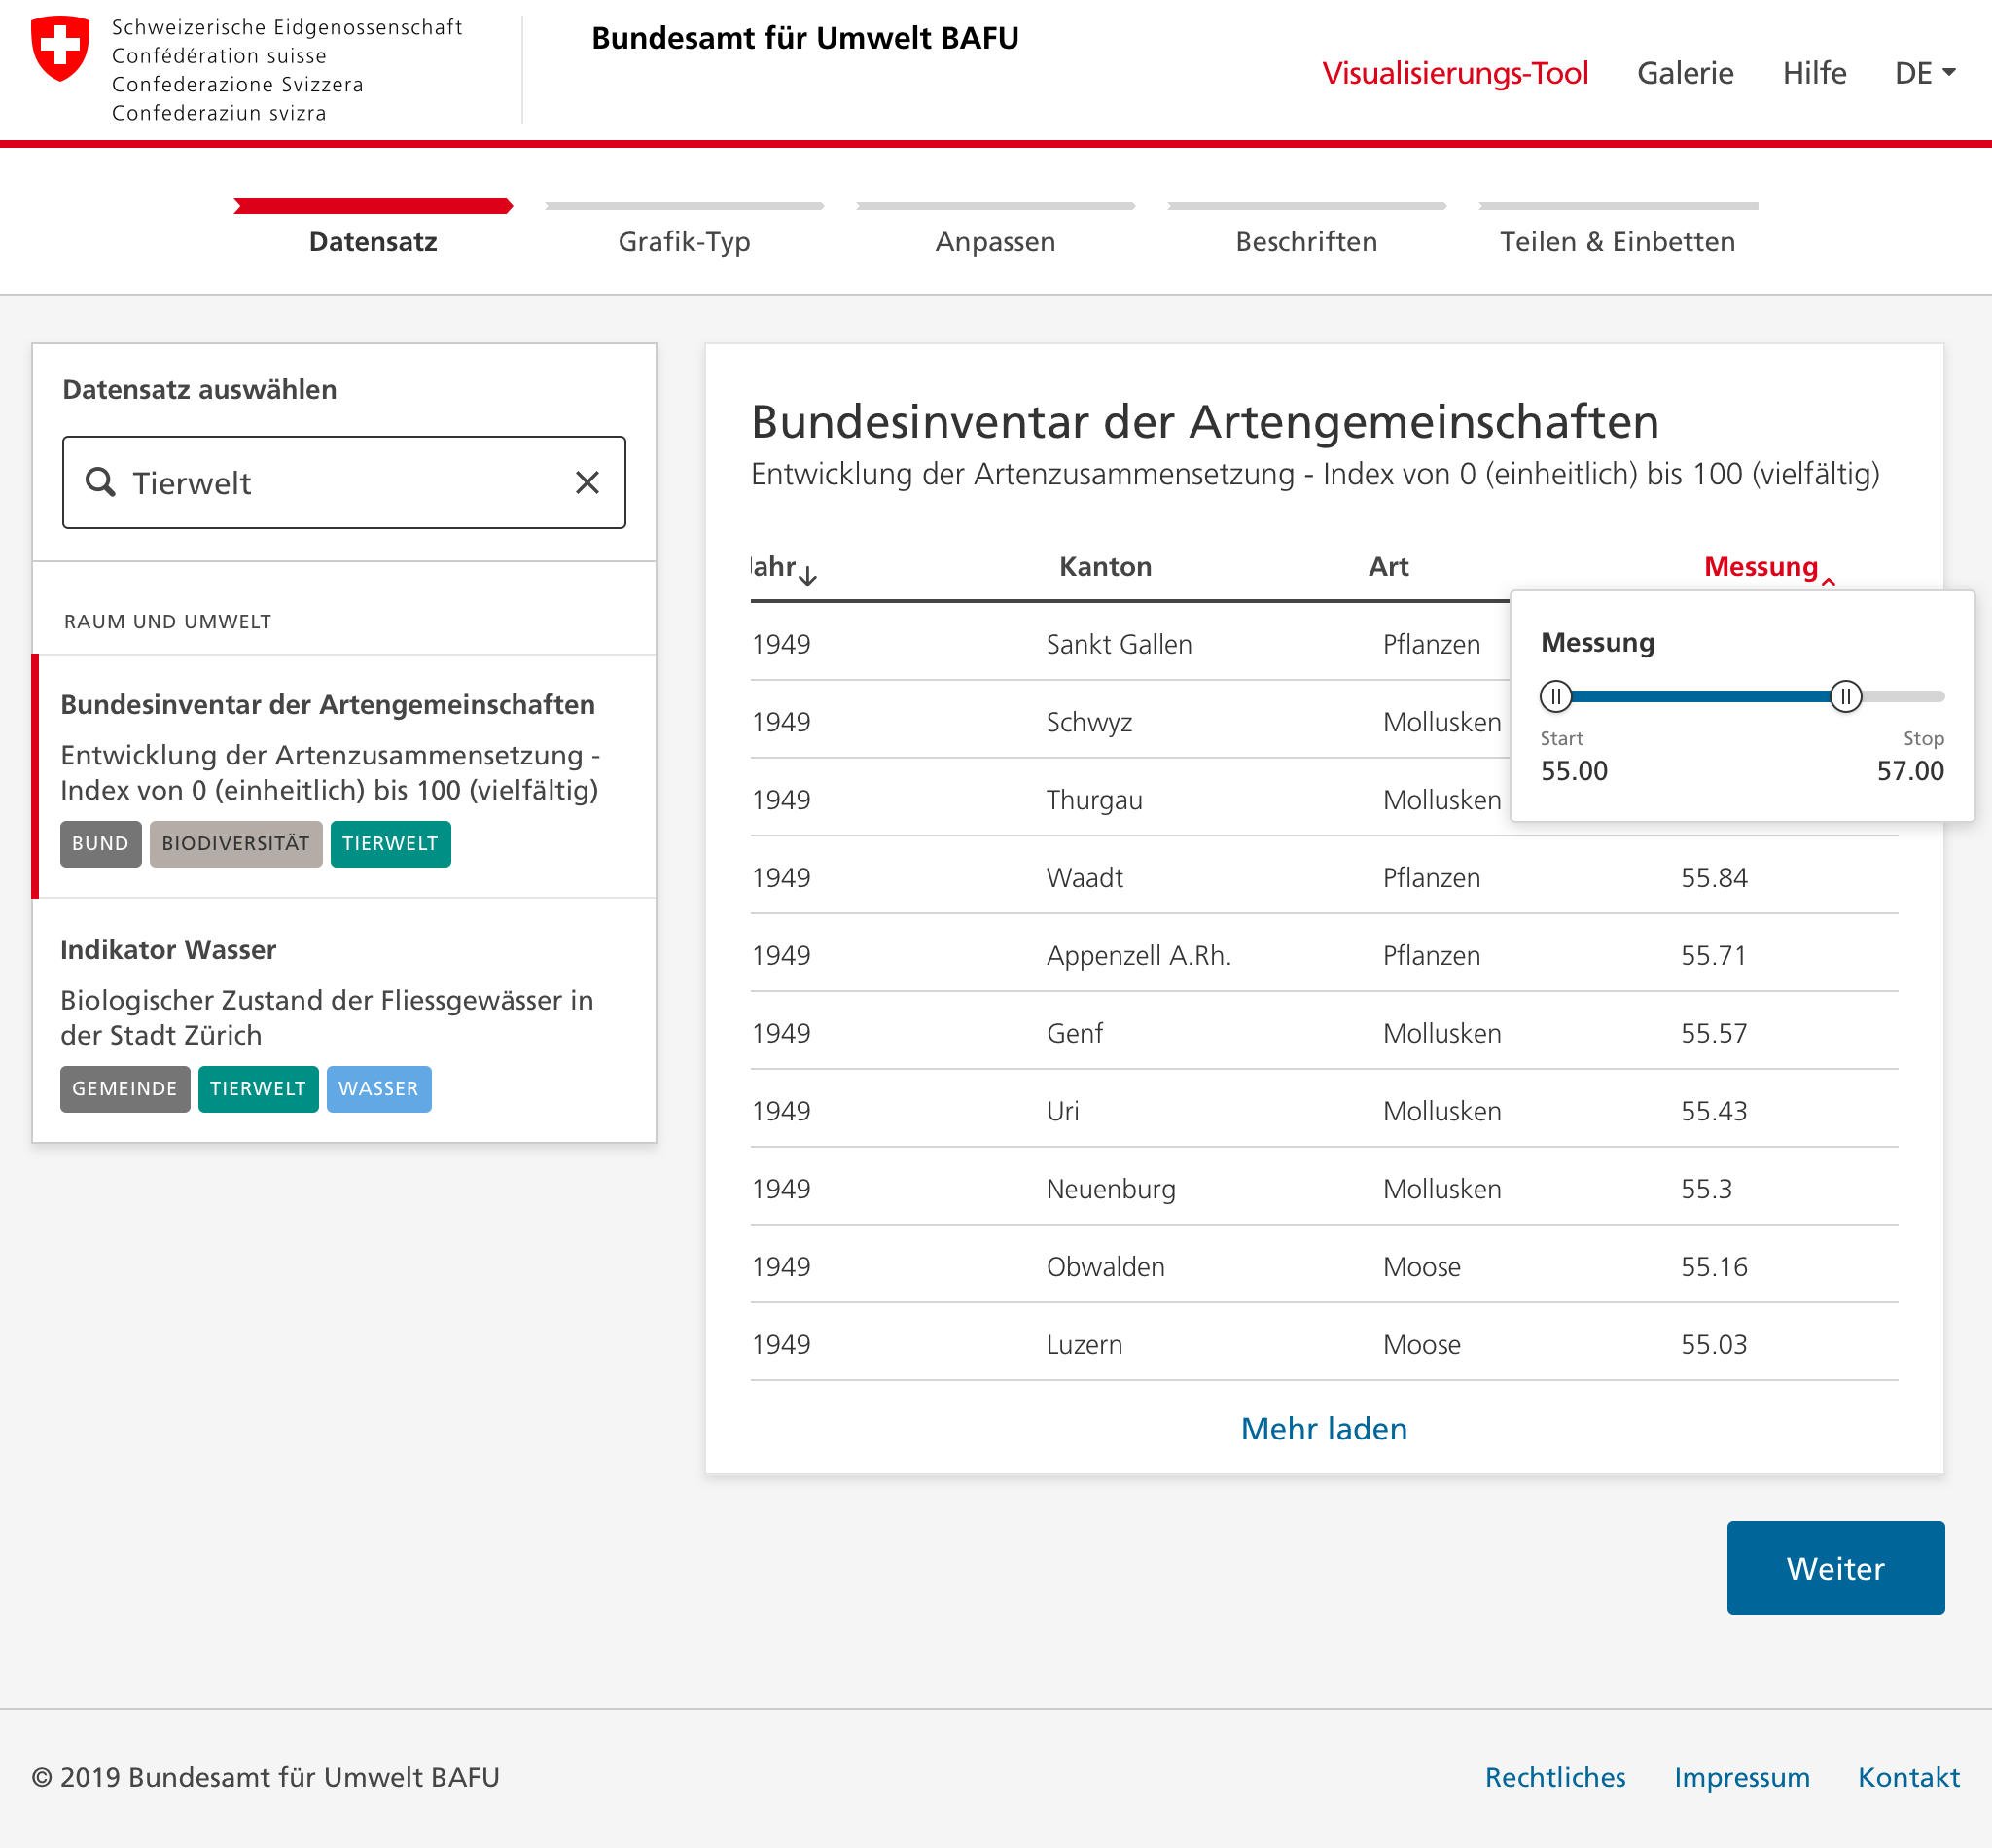 Schweizerische Eidgenossenschaft
Confédération suisse
Confederazione Svizzera
Confederaziun svizra
Bundesamt für Umwelt BAFU
Visualisierungs-Tool Galerie Hilfe DE
Datensatz Grafik-Typ Anpassen Beschriften Teilen & Einbetten
Datensatz auswählen
Tierwelt
RAUM UND UMWELT
Bundesinventar der Artengemeinschaften
Entwicklung der Artenzusammensetzung -
Index von 0 (einheitlich) bis 100 (vielfältig)
BUND BIODIVERSITÄT TIERWELT
Indikator Wasser
Biologischer Zustand der Fliessgewässer in
der Stadt Zürich
GEMEINDE TIERWELT WASSER
Bundesinventar der Artengemeinschaften
Entwicklung der Artenzusammensetzung - Index von 0 (einheitlich) bis 100 (vielfältig)
Jahr Kanton Art Messung
1949 Sankt Gallen Pflanzen
1949 Schwyz Mollusken
1949 Thurgau Mollusken
Messung
Start Stop
55.00 57.00
1949 Waadt Pflanzen 55.84
1949 Appenzell A.Rh. Pflanzen 55.71
1949 Genf Mollusken 55.57
1949 Uri Mollusken 55.43
1949 Neuenburg Mollusken 55.3
1949 Obwalden Moose 55.16
1949 Luzern Moose 55.03
Mehr laden
Weiter
© 2019 Bundesamt für Umwelt BAFU
Rechtliches Impressum Kontakt